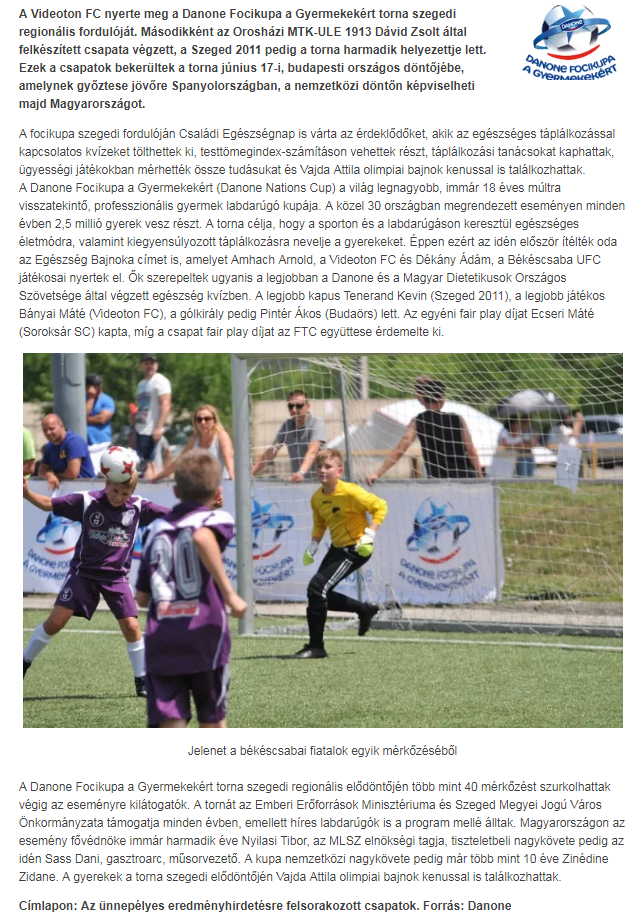 A Videoton FC nyerte meg a Danone Focikupa a Gyermekekért torna szegedi
regionális fordulóját. Másodikként az Orosházi MTK-ULE 1913 Dávid Zsolt által
felkészített csapata végzett, a Szeged 2011 pedig a torna harmadik helyezettje lett.
Ezek a csapatok bekerültek a torna június 17-i, budapesti országos döntőjébe,
amelynek győztese jövőre Spanyolországban, a nemzetközi döntőn képviselheti
majd Magyarországot.
DANONE
DANONE FOCIKUPA
A GYERMEKEKÉRT
A focikupa szegedi fordulóján Családi Egészségnap is várta az érdeklődőket, akik az egészséges táplálkozással
kapcsolatos kvízeket tölthettek ki, testtömegindex-számításon vehettek részt, táplálkozási tanácsokat kaphattak,
ügyességi játékokban mérhették össze tudásukat és Vajda Attila olimpiai bajnok kenussal is találkozhattak.
A Danone Focikupa a Gyermekekért (Danone Nations Cup) a világ legnagyobb, immár 18 éves múltra
visszatekintő, professzionális gyermek labdarúgó kupája. A közel 30 országban megrendezett eseményen minden
évben 2,5 millió gyerek vesz részt. A torna célja, hogy a sporton és a labdarúgáson keresztül egészséges
életmódra, valamint kiegyensúlyozott táplálkozásra nevelje a gyerekeket. Éppen ezért az idén először ítélték oda
az Egészség Bajnoka címet is, amelyet Amhach Arnold, a Videoton FC és Dékány Ádám, a Békéscsaba UFC
játékosai nyertek el. Ők szerepeltek ugyanis a legjobban a Danone és a Magyar Dietetikusok Országos
Szövetsége által végzett egészség kvízben. A legjobb kapus Tenerand Kevin (Szeged 2011), a legjobb játékos
Bányai Máté (Videoton FC), a gólkirály pedig Pintér Ákos (Budaörs) lett. Az egyéni fair play díjat Ecseri Máté
(Soroksár SC) kapta, míg a csapat fair play díjat az FTC együttese érdemelte ki.
DANONE FOCIKUPA
A GYERMEKEKÉRT
DANONE FOCIKUPA
A GYERMEKEKÉRT
DANONE FOCIKUPA
A GYERMEKEKÉRT
20
Jelenet a békéscsabai fiatalok egyik mérkőzéséből
A Danone Focikupa a Gyermekekért torna szegedi regionális elődöntőjén több mint 40 mérkőzést szurkolhattak
végig az eseményre kilátogatók. A tornát az Emberi Erőforrások Minisztériuma és Szeged Megyei Jogú Város
Önkormányzata támogatja minden évben, emellett híres labdarúgók is a program mellé álltak. Magyarországon az
esemény fővédnöke immár harmadik éve Nyilasi Tibor, az MLSZ elnökségi tagja, tiszteletbeli nagykövete pedig az
idén Sass Dani, gasztroarc, műsorvezető. A kupa nemzetközi nagykövete pedig már több mint 10 éve Zinédine
Zidane. A gyerekek a torna szegedi elődöntőjén Vajda Attila olimpiai bajnok kenussal is találkozhattak.
Címlapon: Az ünnepélyes eredményhirdetésre felsorakozott csapatok. Forrás: Danone